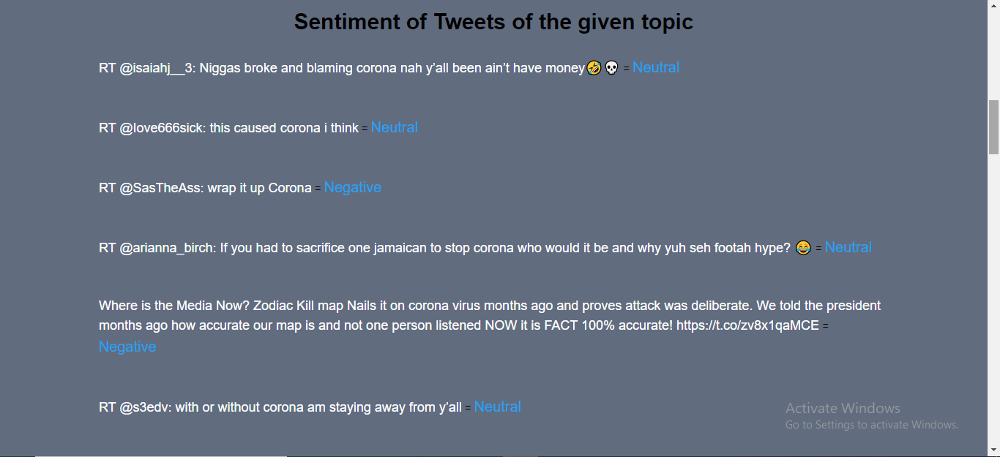 Sentiment of Tweets of the given topic
RT @isaiahj__3: Niggas broke and blaming corona nah y'all been ain't have money🤣💀 = Neutral
RT @love666sick: this caused corona i think = Neutral
RT @SasTheAss: wrap it up Corona = Negative
RT @arianna_birch: If you had to sacrifice one jamaican to stop corona who would it be and why yuh seh footah hype? 😂 = Neutral
Where is the Media Now? Zodiac Kill map Nails it on corona virus months ago and proves attack was deliberate. We told the president
months ago how accurate our map is and not one person listened NOW it is FACT 100% accurate! https://t.co/zv8x1qaMCE =
Negative
RT @s3edv: with or without corona am staying away from y'all = Neutral
Activate Windows
Go to Settings to activate Windows.